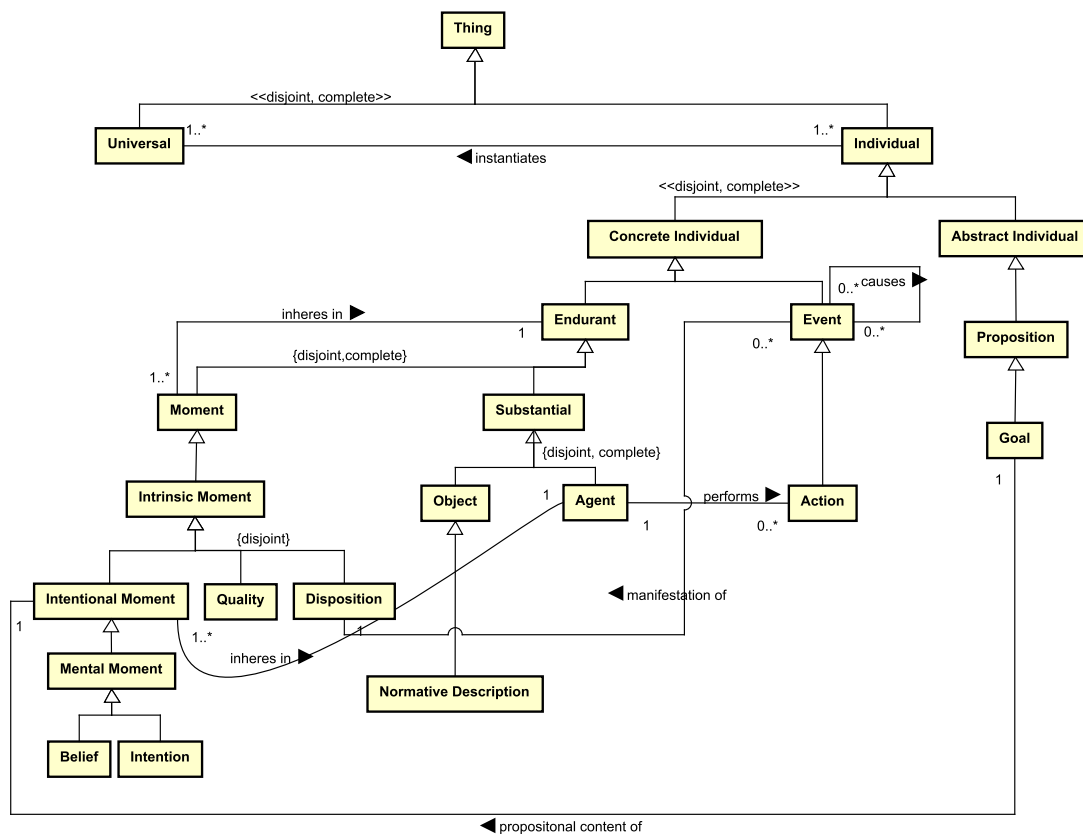 Thing
<<disjoint, complete>>
Universal
1..*
1..*
Individual
instantiates
<<disjoint, complete>>
Concrete Individual
Abstract Individual
causes
0..*
inheres in
Endurant
1
Event
0..*
0..*
Proposition
{disjoint,complete}
1..*
Moment
Substantial
Goal
{disjoint, complete}
1
Intrinsic Moment
Object
1
Agent
performs
Action
1
0..*
{disjoint}
Intentional Moment
Quality
Disposition
manifestation of
1
1..*
1
inheres in
Mental Moment
Normative Description
Belief
Intention
propositonal content of